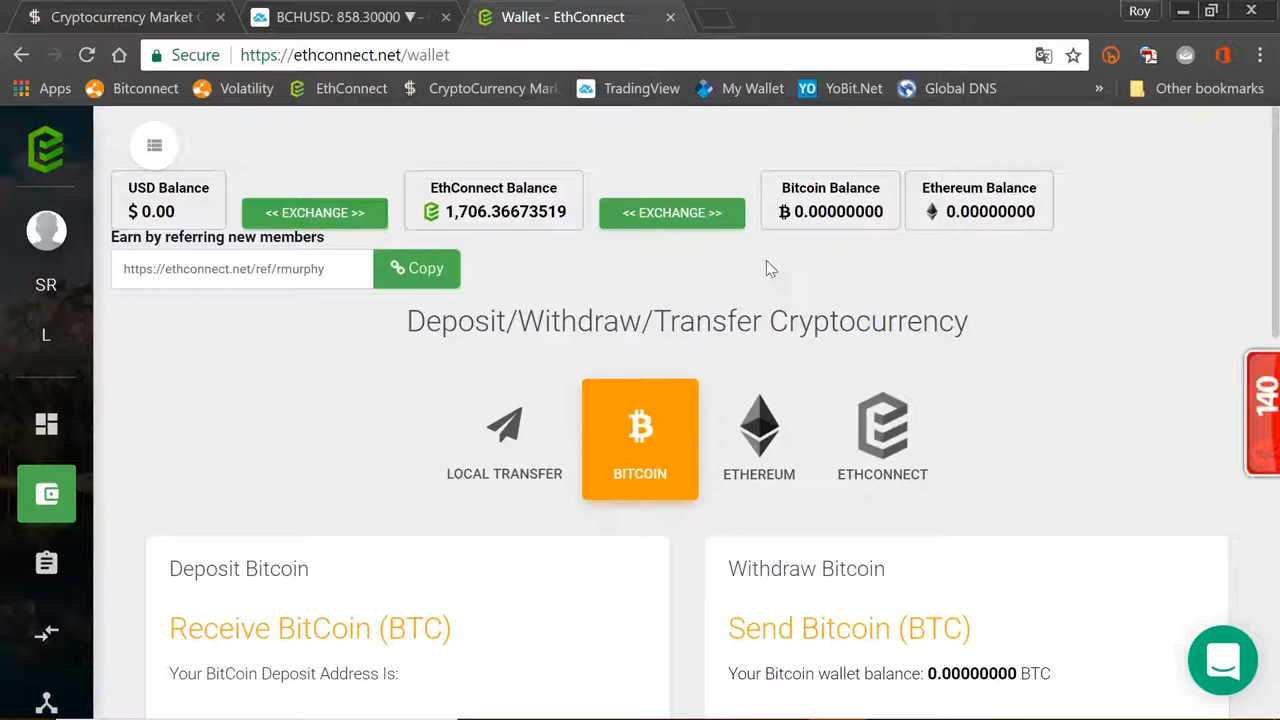 Cryptocurrency Market
BCHUSD: 858.30000 ▼
Wallet - EthConnect
Roy
Secure
https://ethconnect.net/wallet
Apps
Bitconnect
Volatility
EthConnect
CryptoCurrency Mark
TradingView
My Wallet
YO YoBit.Net
Global DNS
»
Other bookmarks
USD Balance
$ 0.00
<< EXCHANGE >>
EthConnect Balance
1,706.36673519
<< EXCHANGE >>
Bitcoin Balance
0.00000000
Ethereum Balance
0.00000000
Earn by referring new members
https://ethconnect.net/ref/rmurphy
Copy
SR
L
Deposit/Withdraw/Transfer Cryptocurrency
LOCAL TRANSFER
BITCOIN
ETHEREUM
ETHCONNECT
140
Deposit Bitcoin
Receive BitCoin (BTC)
Your BitCoin Deposit Address Is:
Withdraw Bitcoin
Send Bitcoin (BTC)
Your Bitcoin wallet balance: 0.00000000 BTC